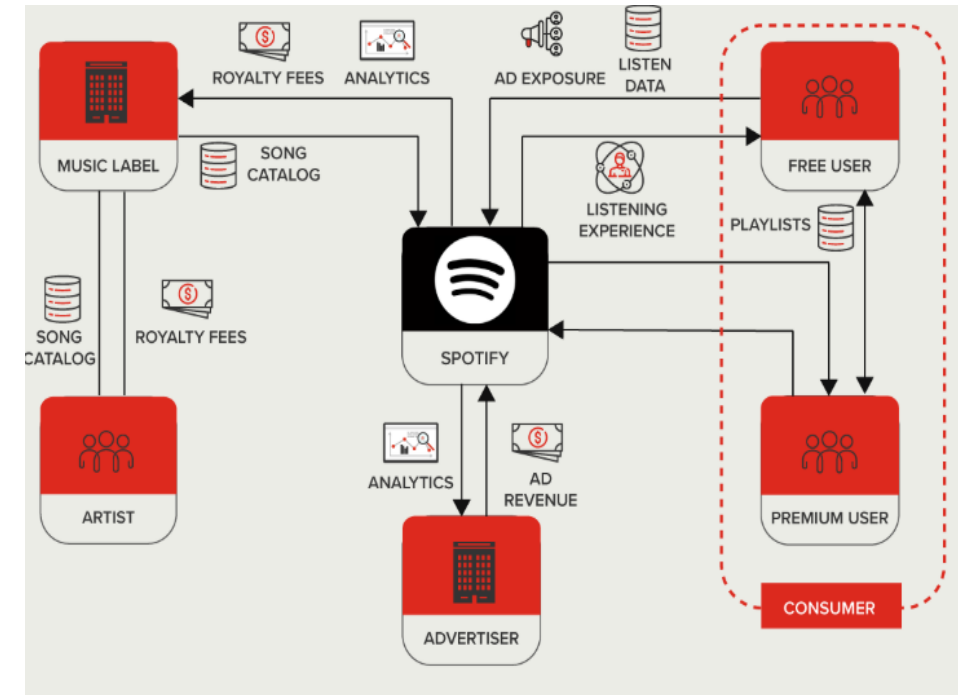 ROYALTY FEES
ANALYTICS
AD EXPOSURE
LISTEN
DATA
MUSIC LABEL
SONG
CATALOG
FREE USER
LISTENING
EXPERIENCE
PLAYLISTS
SONG
CATALOG
ROYALTY FEES
SPOTIFY
ANALYTICS
AD
REVENUE
ARTIST
PREMIUM USER
CONSUMER
ADVERTISER